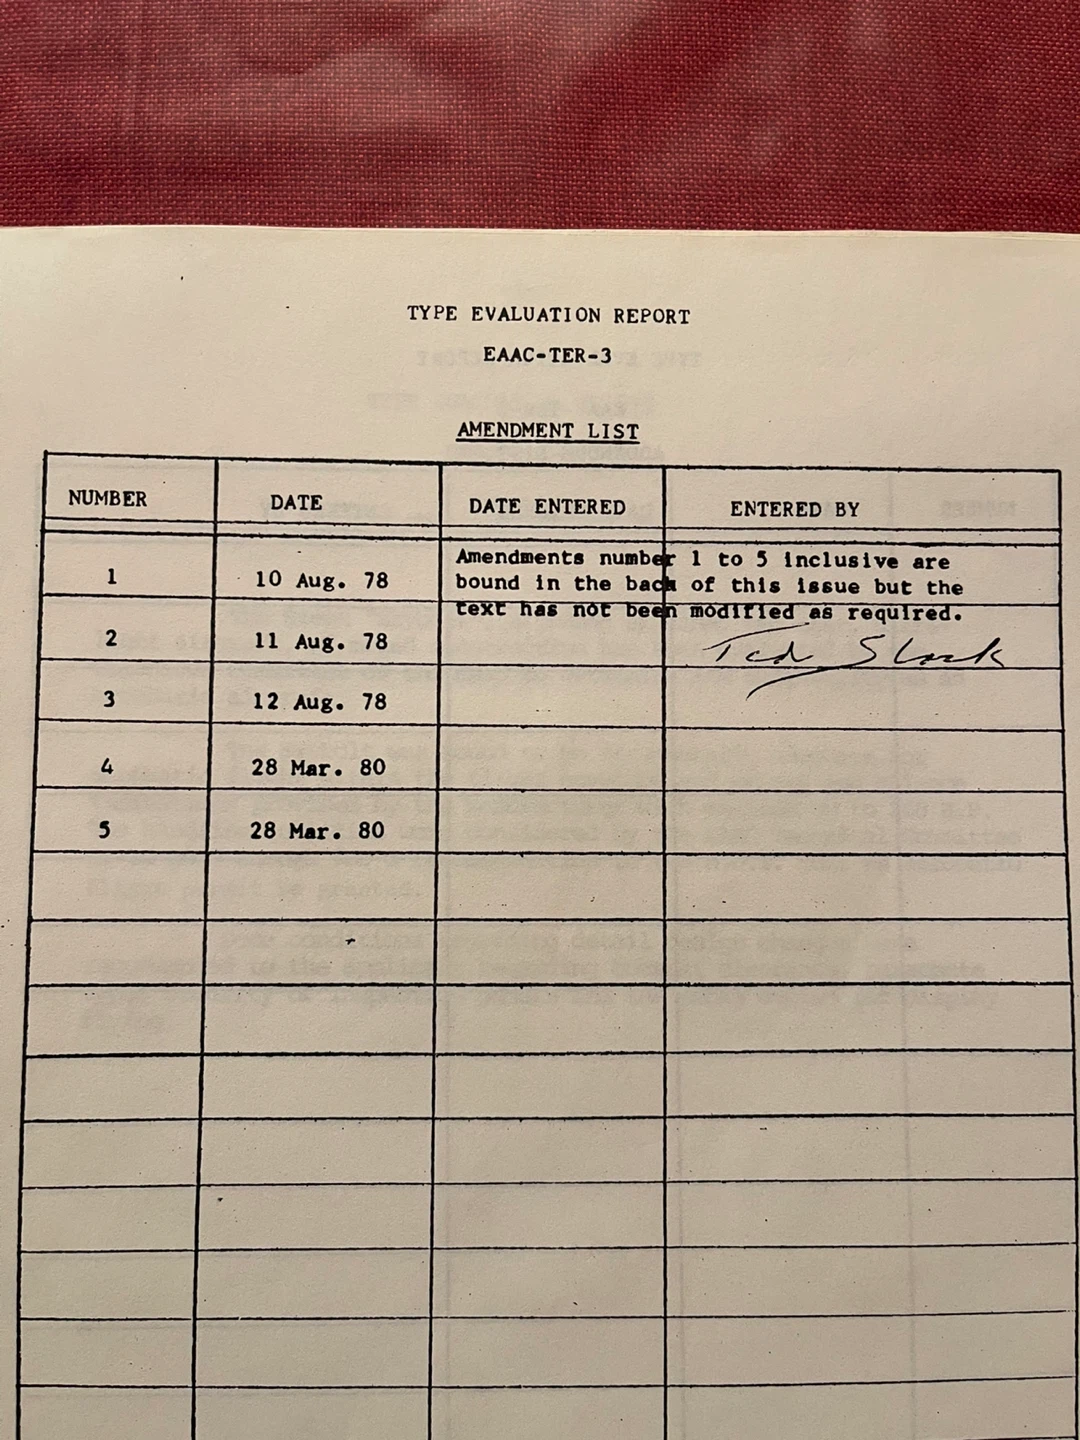 TYPE EVALUATION REPORT
EAAC-TER-3
AMENDMENT LIST
NUMBER DATE DATE ENTERED ENTERED BY
1 10 Aug. 78
Amendments number 1 to 5 inclusive are
bound in the back of this issue but the
text has not been modified as required.
2 11 Aug. 78 Ted Slack
3 12 Aug. 78
4 28 Mar. 80
5 28 Mar. 80